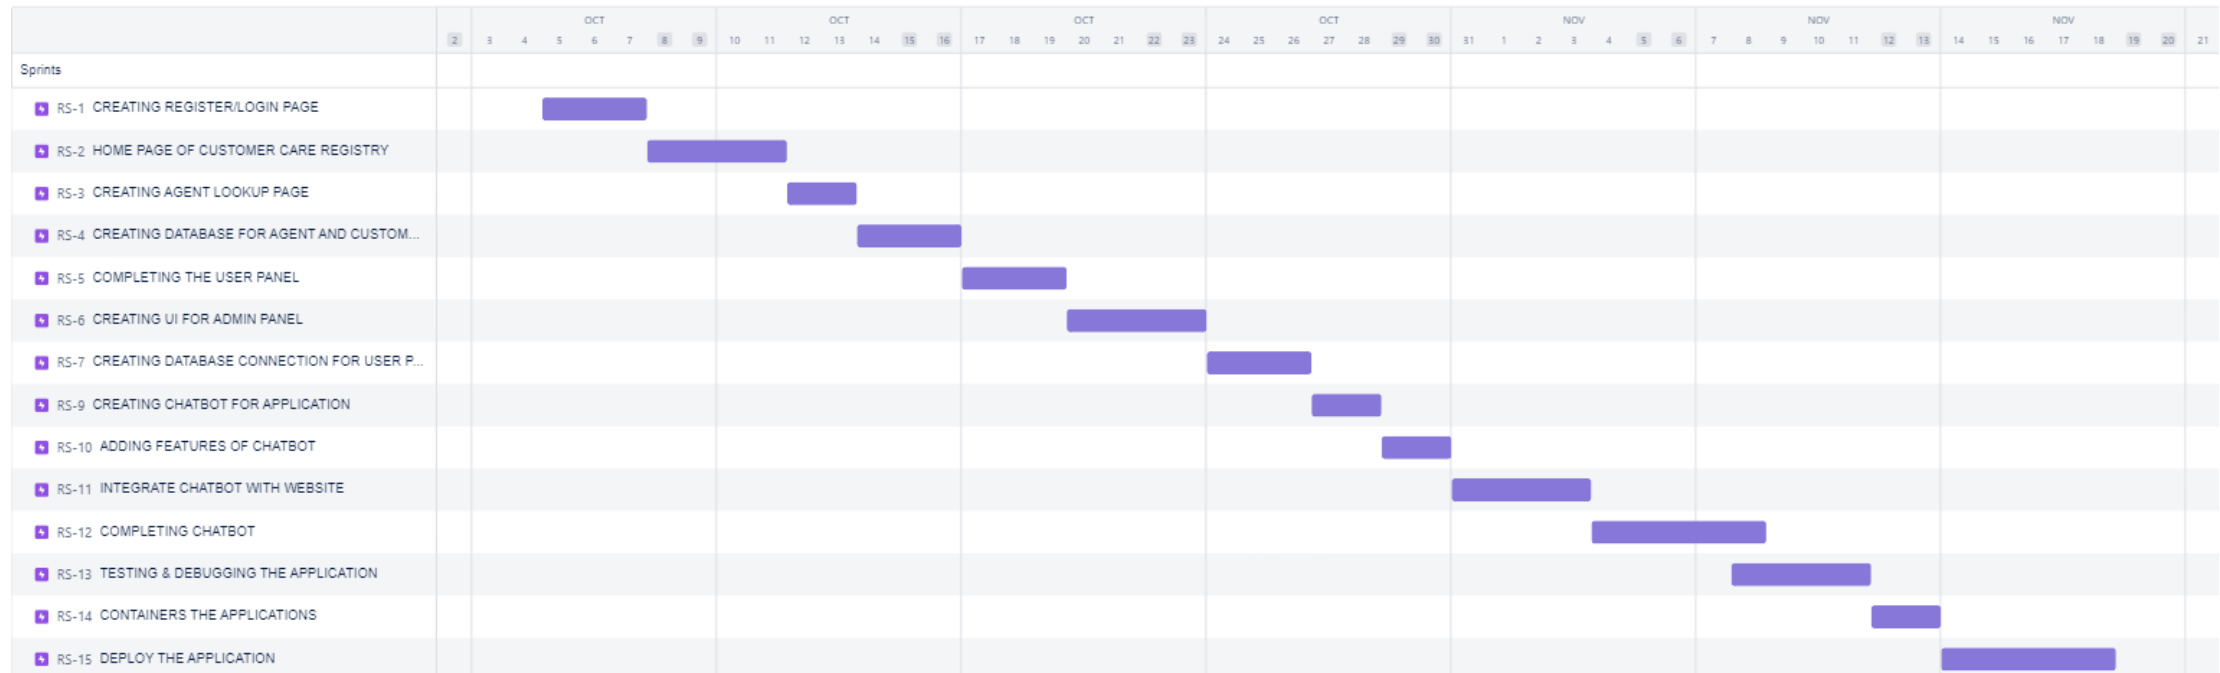 OCT OCT OCT OCT NOV NOV NOV
2 3 4 5 6 7 8 9 10 11 12 13 14 15 16 17 18 19 20 21 22 23 24 25 26 27 28 29 30 31 1 2 3 4 5 6 7 8 9 10 11 12 13 14 15 16 17 18 19 20 21
Sprints
RS-1 CREATING REGISTER/LOGIN PAGE
RS-2 HOME PAGE OF CUSTOMER CARE REGISTRY
RS-3 CREATING AGENT LOOKUP PAGE
RS-4 CREATING DATABASE FOR AGENT AND CUSTOM...
RS-5 COMPLETING THE USER PANEL
RS-6 CREATING UI FOR ADMIN PANEL
RS-7 CREATING DATABASE CONNECTION FOR USER P...
RS-9 CREATING CHATBOT FOR APPLICATION
RS-10 ADDING FEATURES OF CHATBOT
RS-11 INTEGRATE CHATBOT WITH WEBSITE
RS-12 COMPLETING CHATBOT
RS-13 TESTING & DEBUGGING THE APPLICATION
RS-14 CONTAINERS THE APPLICATIONS
RS-15 DEPLOY THE APPLICATION